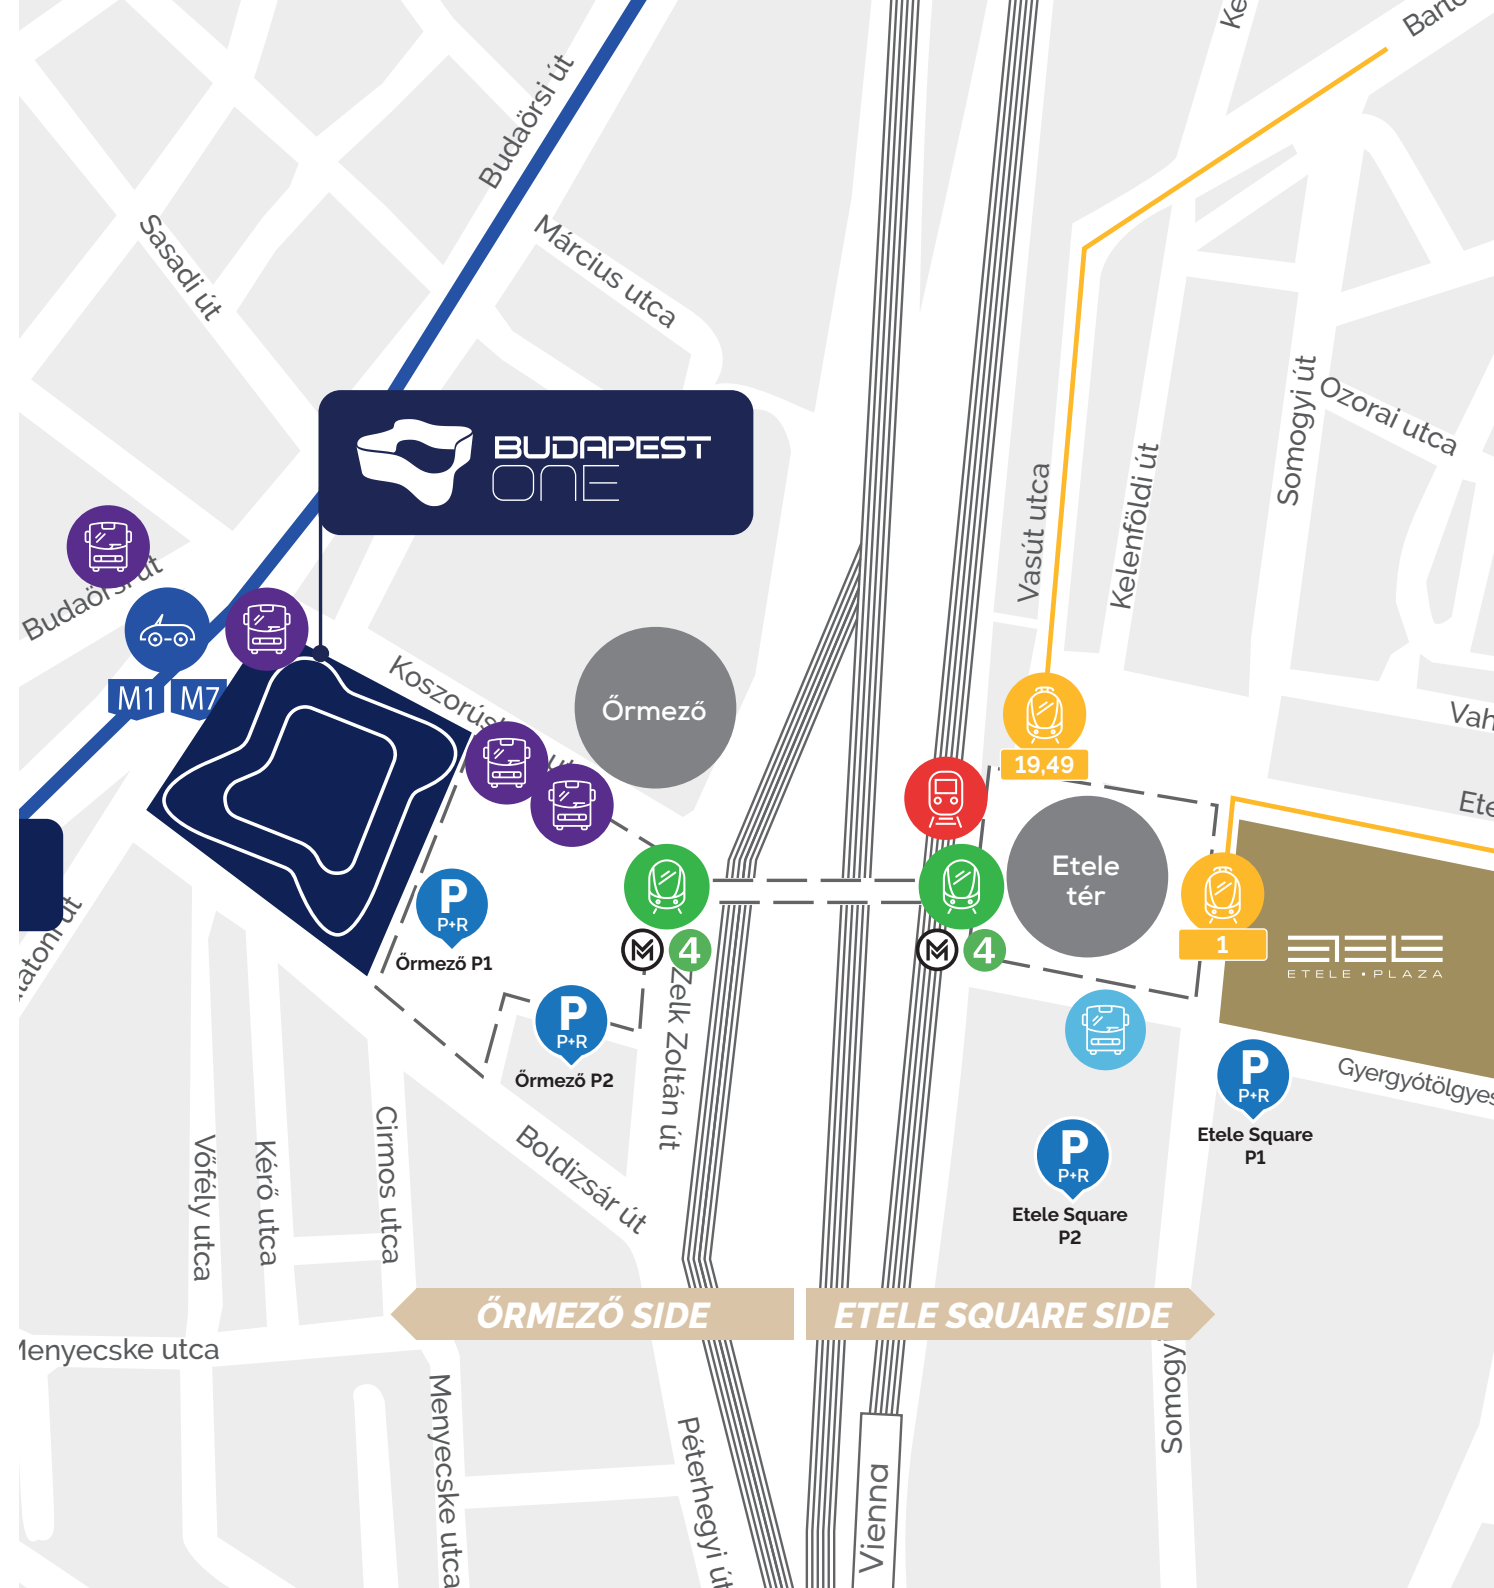 Budaörsi út
Március utca
Sasadi út
BUDAPEST
ONE
Somogyi út
Ozorai utca
Vasút utca
Kelenföldi út
Budaörsi út
M1
M7
Őrmező
19,49
Etele
tér
1
ETELE
ETELE • PLAZA
P
P+R
Őrmező P1
M
4
M
4
P
P+R
Őrmező P2
Zelk Zoltán út
Gyergyótölgyes
P
P+R
Etele Square
P1
P
P+R
Etele Square
P2
Vőfély utca
Kérő utca
Cirmos utca
Boldizsár út
ŐRMEZŐ SIDE
ETELE SQUARE SIDE
Menyecske utca
Menyecske utca
Péterhegyi út
Vienna